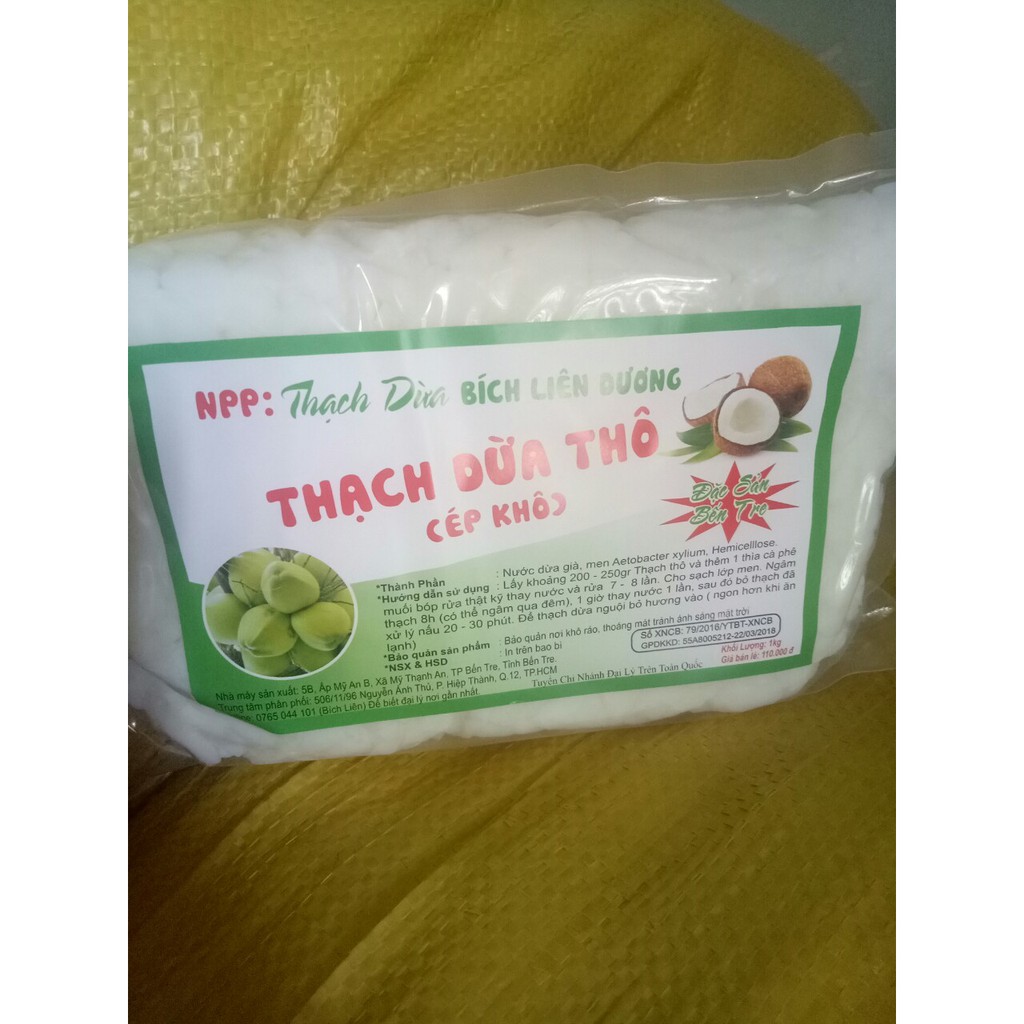 NPP: Thạch Dừa BÍCH LIÊN DƯƠNG
THẠCH DỪA THÔ
(ÉP KHÔ)
Đặc Sản
Bến Tre
*Thành Phần : Nước dừa già, men Aetobacter xylium, Hemicelllose.
*Hướng dẫn sử dụng : Lấy khoảng 200 - 250gr Thạch thô và thêm 1 thìa cà phê
muối bóp rửa thật kỹ thay nước và rửa 7 - 8 lần. Cho sạch lớp men. Ngâm
thạch 8h (có thể ngâm qua đêm), 1 giờ thay nước 1 lần, sau đó bỏ thạch đã
xử lý nấu 20 - 30 phút. Để thạch dừa nguội bỏ hương vào ( ngon hơn khi ăn
lạnh)
*Bảo quản sản phẩm : Bảo quản nơi khô ráo, thoáng mát tránh ánh sáng mặt trời
*NSX & HSD : In trên bao bì
Số XNCB: 79/2018/YTBT-XNCB
GPDKKD: 55A8005212-22/03/2018
Khối Lượng: 1kg
Giá bán lẻ: 110.000 đ
Nhà máy sản xuất: 5B, Ấp Mỹ An B, Xã Mỹ Thạnh An, TP Bến Tre, Tỉnh Bến Tre.
Trung tâm phân phối: 506/11/96 Nguyễn Ảnh Thủ, P. Hiệp Thành, Q.12, TP.HCM
0765 044 101 (Bích Liên) Để biết đại lý nơi gần nhất.
Tuyển Chi Nhánh Đại Lý Trên Toàn Quốc